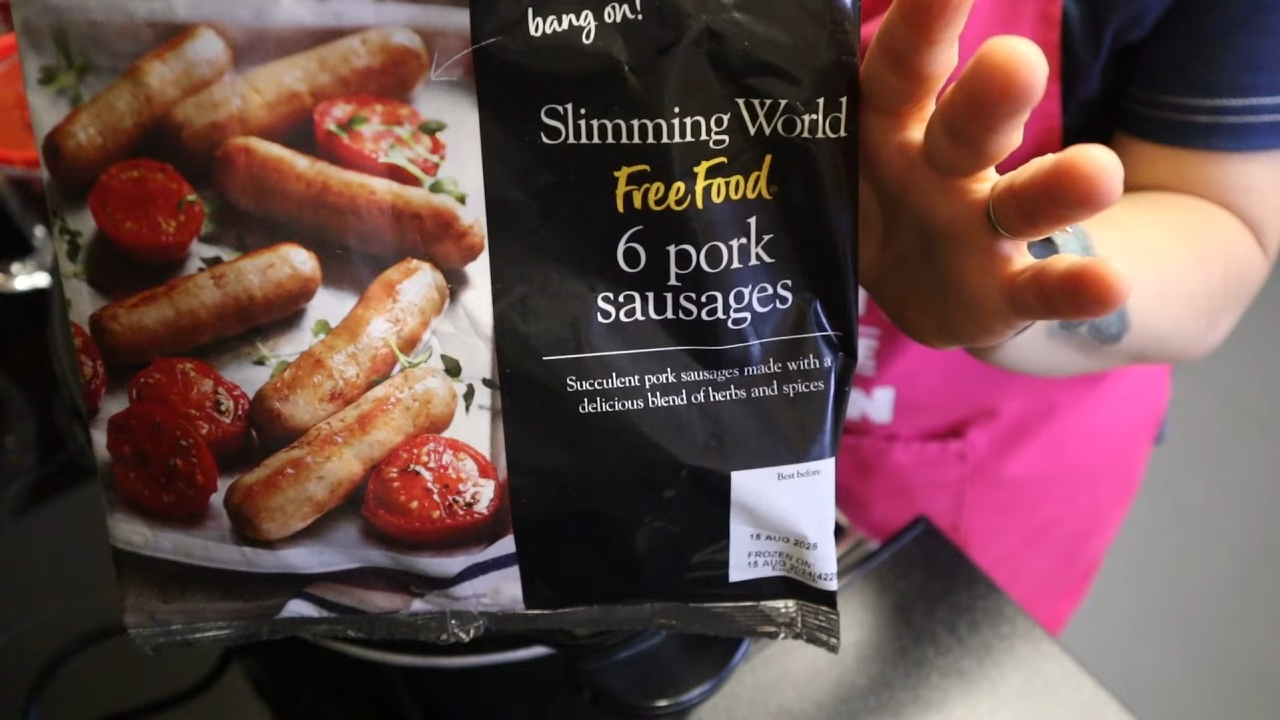 bang on!
Slimming World
Free Food
6 pork
sausages
Succulent pork sausages made with a
delicious blend of herbs and spices
Best before
15 AUG 2025
FROZEN ON:
15 AUG